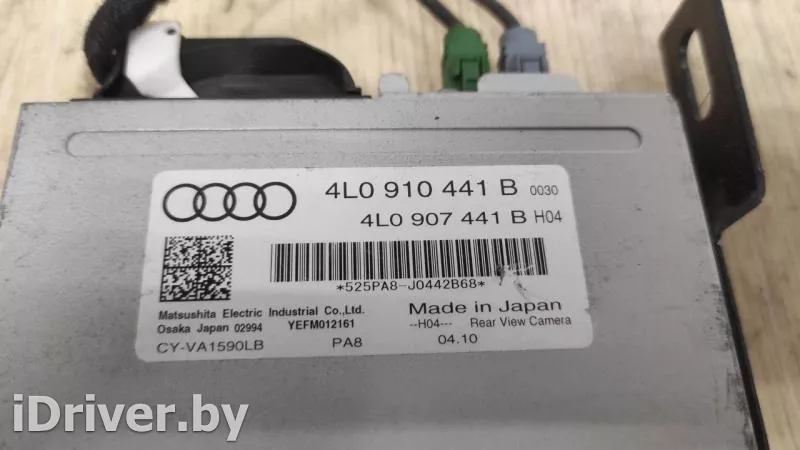 4L0 910 441 B 0030
4L0 907 441 B H04
*525PA8-J0442B68*
Matsushita Electric Industrial Co.,Ltd. Made in Japan
Osaka Japan 02994 YEFM012161 --H04--- Rear View Camera
CY-VA1590LB PA8 04.10
iDriver.by